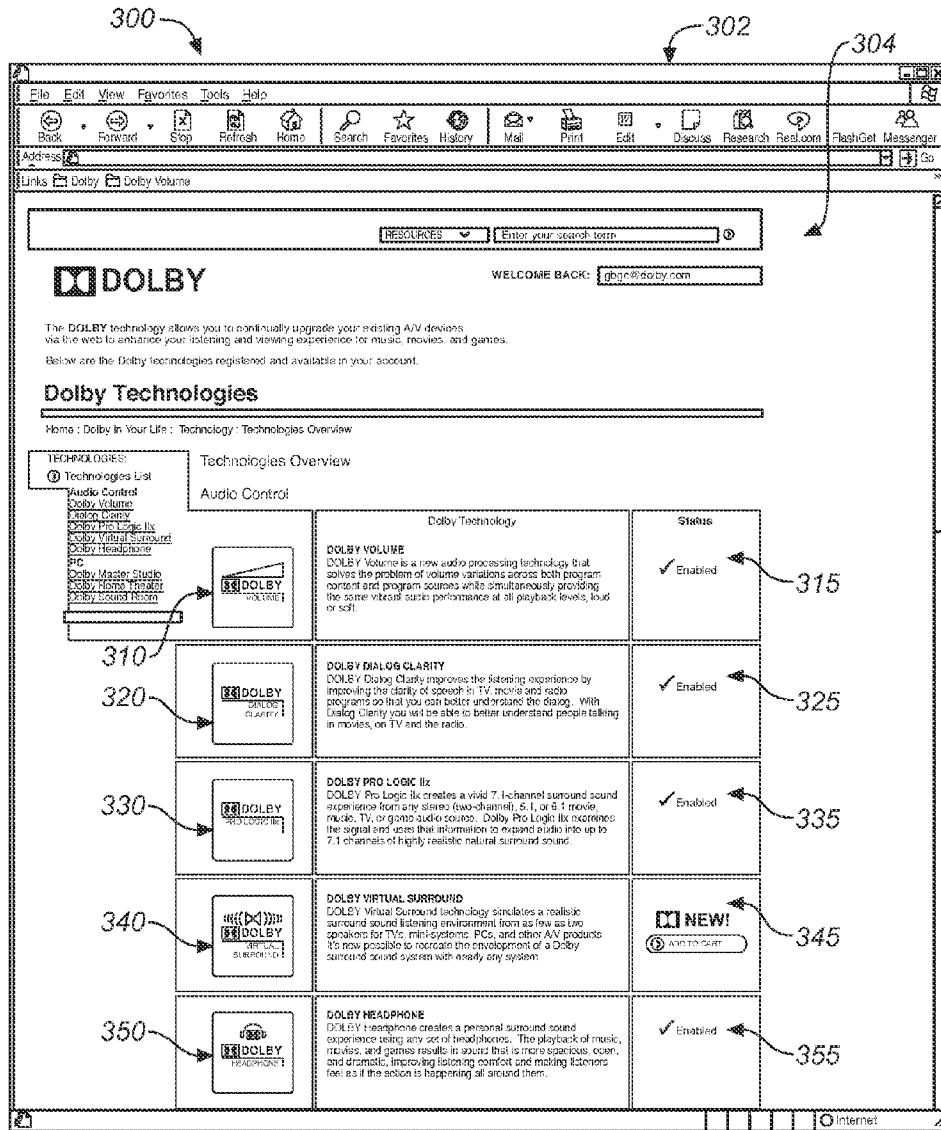 300
302
304
File Edit View Favorites Tools Help
Back Forward Stop Refresh Home Search Favorites History Mail Print Edit Discuss Research Real.com FlashGet Messenger
Address Go
Links Dolby Dolby Volume
RESOURCES Enter your search term
DOLBY
WELCOME BACK: gbgc@dolby.com
The DOLBY technology allows you to continually upgrade your existing A/V devices
via the web to enhance your listening and viewing experience for music, movies, and games.
Below are the Dolby technologies registered and available in your account.
Dolby Technologies
Home : Dolby In Your Life : Technology : Technologies Overview
TECHNOLOGIES:
Technologies List
Audio Control
Dolby Volume
Dialog Clarity
Dolby Pro Logic IIx
Dolby Virtual Surround
Dolby Headphone
PC
Dolby Master Studio
Dolby Home Theater
Dolby Sound Room
Technologies Overview
Audio Control
Dolby Technology
Status
310
DOLBY
VOLUME
DOLBY VOLUME
DOLBY Volume is a new audio processing technology that
solves the problem of volume variations across both program
content and program sources while simultaneously providing
the same vibrant audio performance at all playback levels, loud
or soft.
Enabled
315
320
DOLBY
DIALOG
CLARITY
DOLBY DIALOG CLARITY
DOLBY Dialog Clarity improves the listening experience by
improving the clarity of speech in TV, movie and radio
programs so that you can better understand the dialog. With
Dialog Clarity you will be able to better understand people talking
in movies, on TV and the radio.
Enabled
325
330
DOLBY
PRO LOGIC IIx
DOLBY PRO LOGIC IIx
DOLBY Pro Logic IIx creates a vivid 7.1-channel surround sound
experience from any stereo (two-channel), 5.1, or 6.1 movie,
music, TV, or game audio source. Dolby Pro Logic IIx examines
the signal and uses that information to expand audio into up to
7.1 channels of highly realistic natural surround sound.
Enabled
335
340
DOLBY
VIRTUAL
SURROUND
DOLBY VIRTUAL SURROUND
DOLBY Virtual Surround technology simulates a realistic
surround sound listening environment from as few as two
speakers for TVs, mini-systems, PCs, and other A/V products
It's now possible to recreate the envelopment of a Dolby
surround sound system with nearly any system
NEW!
ADD TO CART
345
350
DOLBY
HEADPHONE
DOLBY HEADPHONE
DOLBY Headphone creates a personal surround sound
experience using any set of headphones. The playback of music,
movies, and games results in sound that is more spacious, open,
and dramatic, improving listening comfort and making listeners
feel as if the action is happening all around them.
Enabled
355
Internet